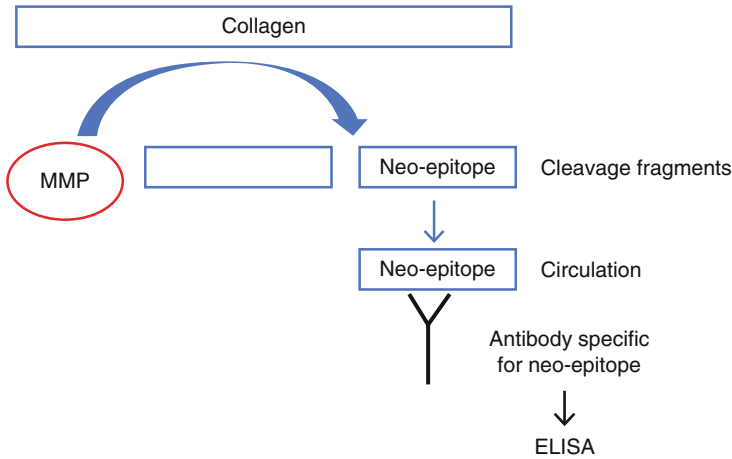 Collagen
MMP
Neo-epitope
Cleavage fragments
Neo-epitope
Circulation
Antibody specific
for neo-epitope
ELISA